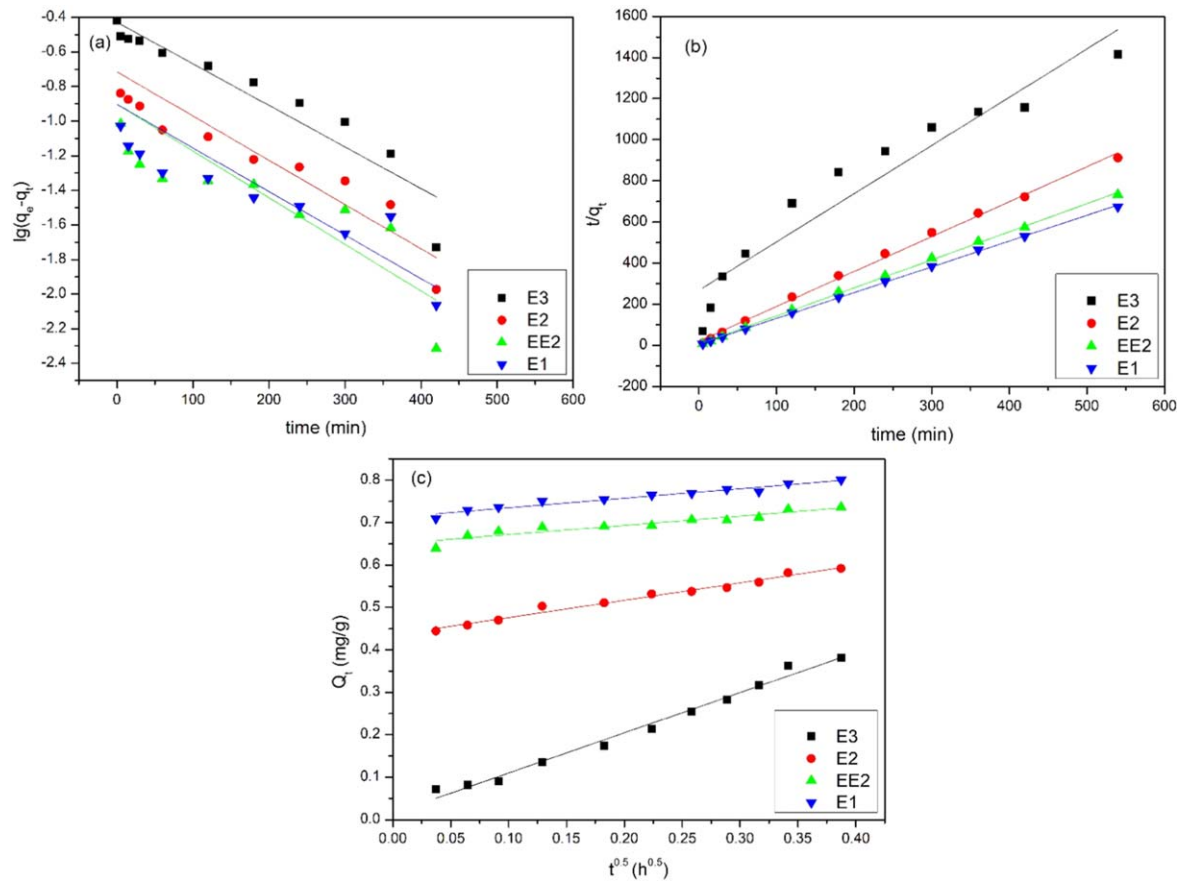 (a)
lg(qe-qt)
-0.4
-0.6
-0.8
-1.0
-1.2
-1.4
-1.6
-1.8
-2.0
-2.2
-2.4
E3
E2
EE2
E1
0 100 200 300 400 500 600
time (min)
(b)
t/qt
1600
1400
1200
1000
800
600
400
200
0
-200
E3
E2
EE2
E1
0 100 200 300 400 500 600
time (min)
(c)
Qt (mg/g)
0.8
0.7
0.6
0.5
0.4
0.3
0.2
0.1
0.0
E3
E2
EE2
E1
0.00 0.05 0.10 0.15 0.20 0.25 0.30 0.35 0.40
t^0.5 (h^0.5)